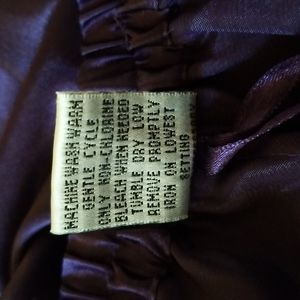 MACHINE WASH WARM
GENTLE CYCLE
ONLY NON-CHLORINE
BLEACH WHEN NEEDED
TUMBLE DRY LOW
REMOVE PROMPTLY
IRON ON LOWEST
SETTING